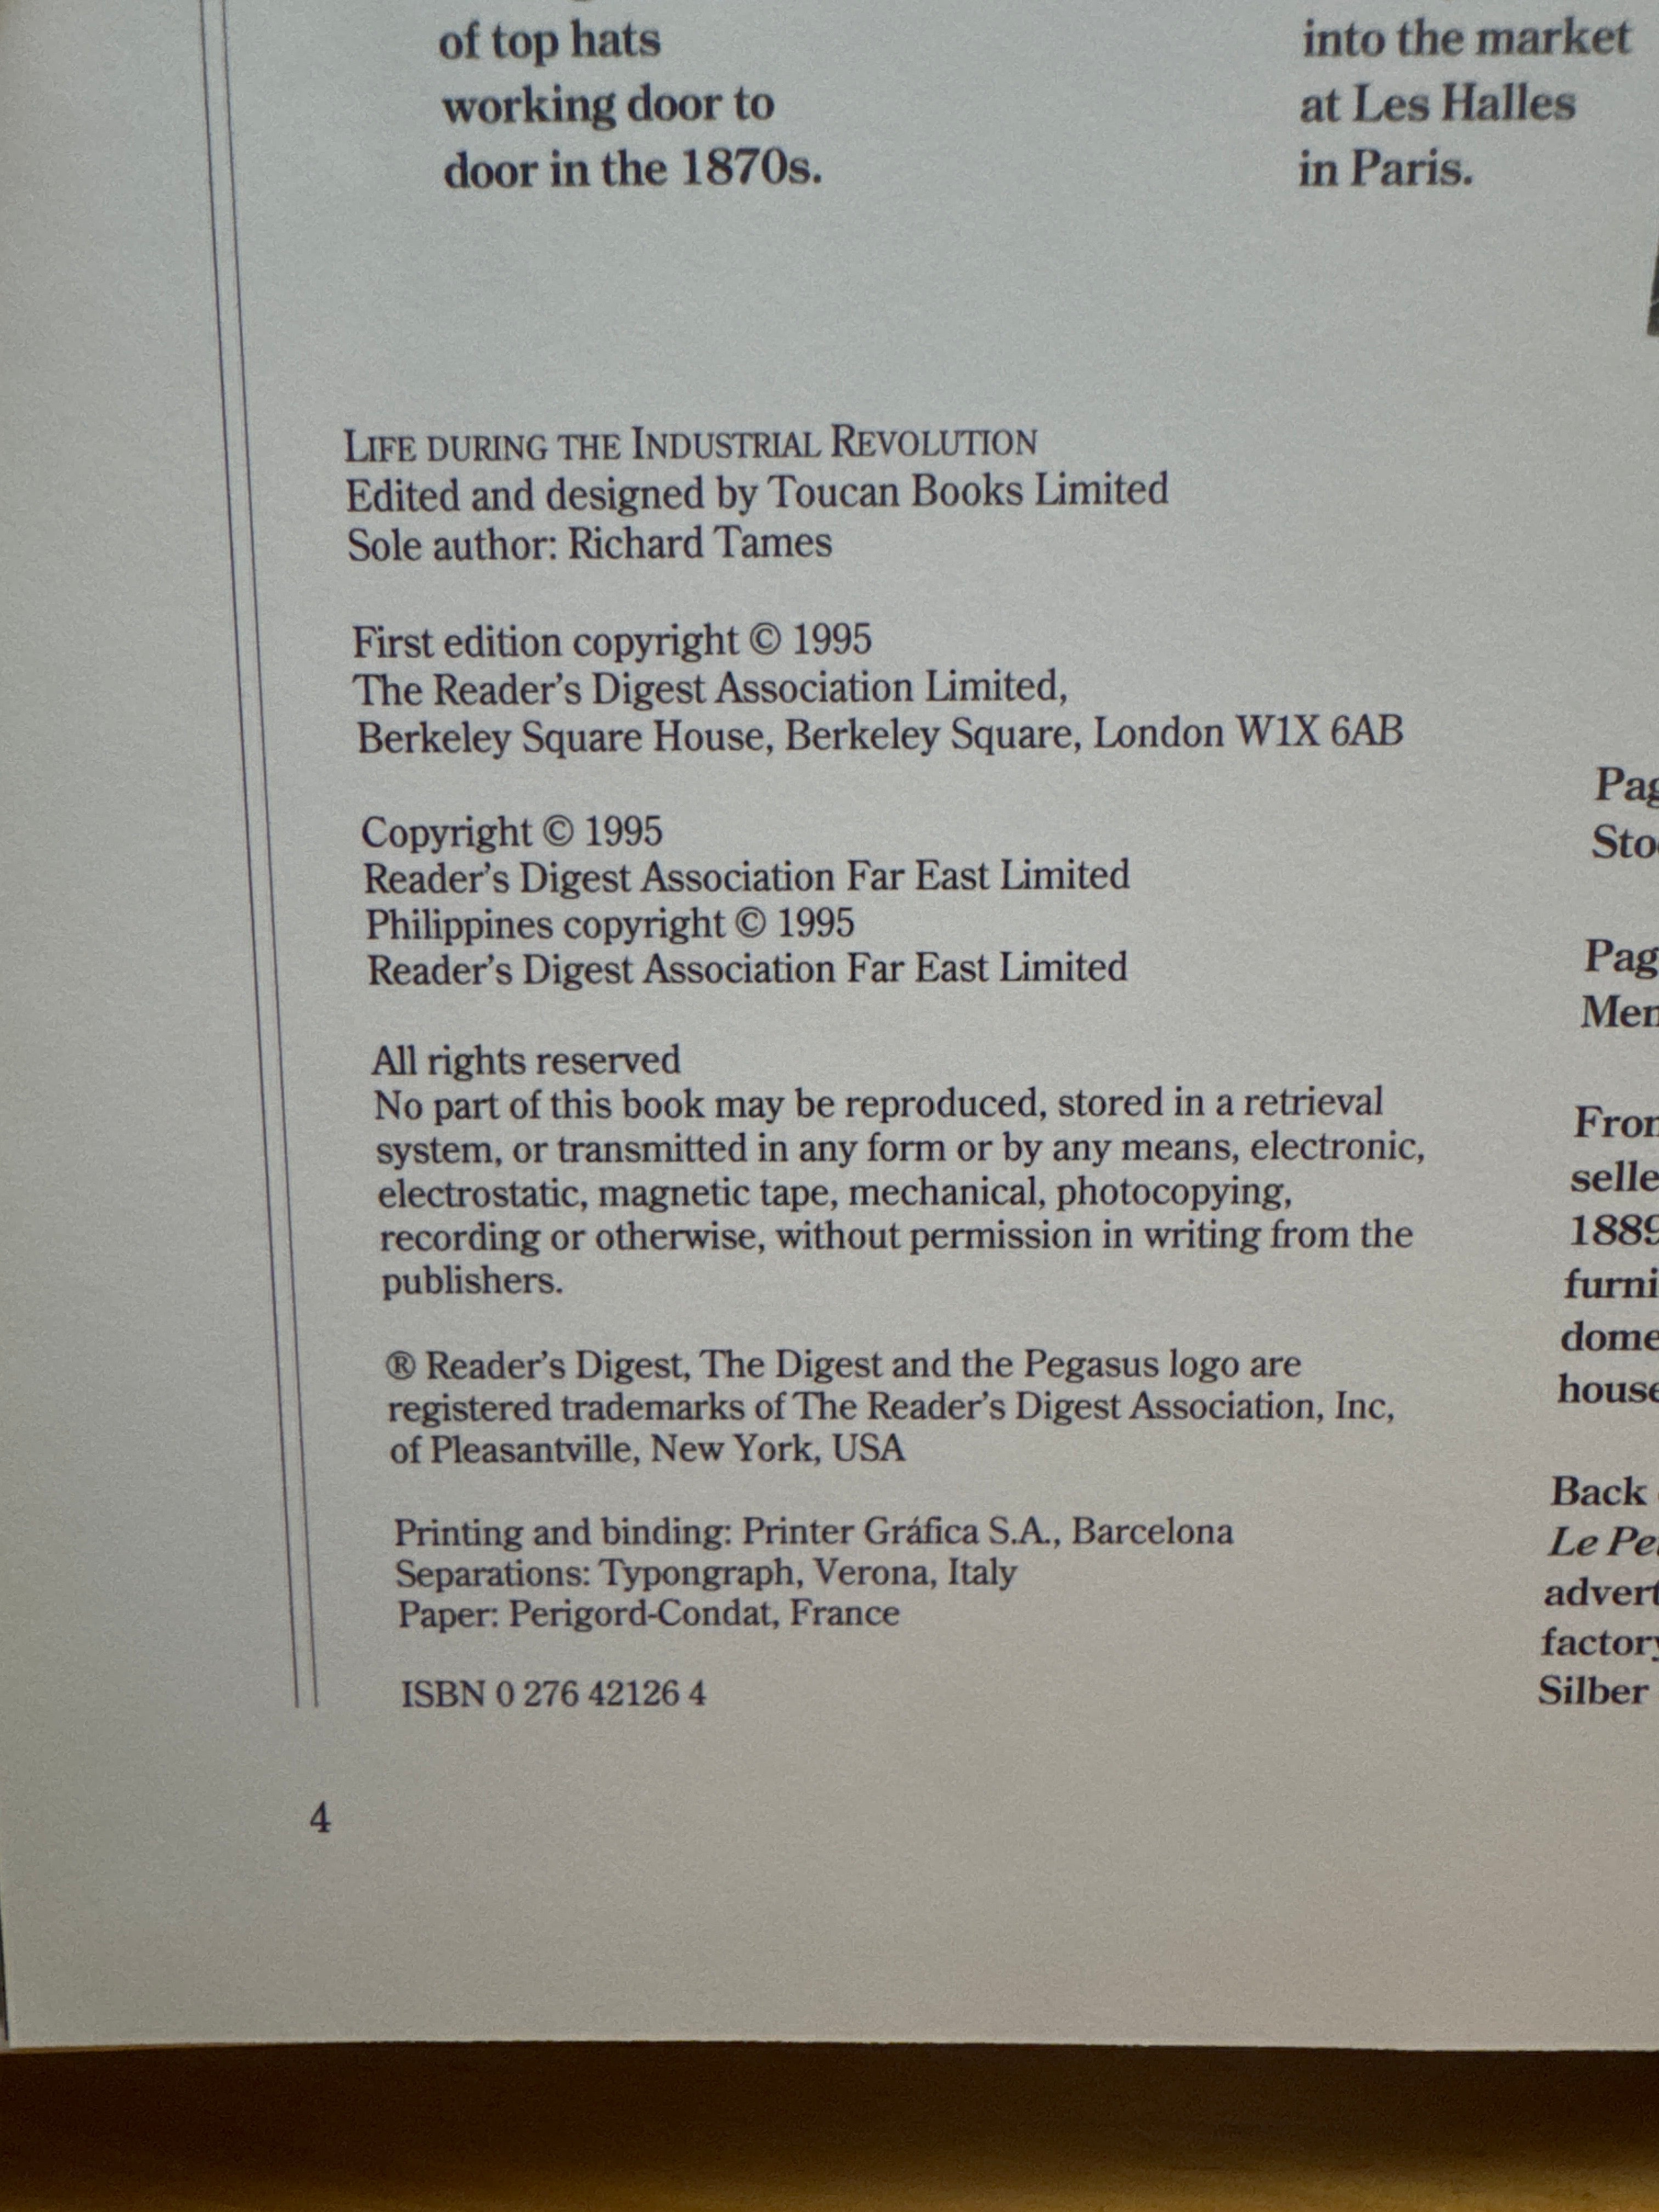 of top hats
working door to
door in the 1870s.
into the market
at Les Halles
in Paris.
LIFE DURING THE INDUSTRIAL REVOLUTION
Edited and designed by Toucan Books Limited
Sole author: Richard Tames
First edition copyright © 1995
The Reader's Digest Association Limited,
Berkeley Square House, Berkeley Square, London W1X 6AB
Copyright © 1995
Reader's Digest Association Far East Limited
Philippines copyright © 1995
Reader's Digest Association Far East Limited
All rights reserved
No part of this book may be reproduced, stored in a retrieval
system, or transmitted in any form or by any means, electronic,
electrostatic, magnetic tape, mechanical, photocopying,
recording or otherwise, without permission in writing from the
publishers.
® Reader's Digest, The Digest and the Pegasus logo are
registered trademarks of The Reader's Digest Association, Inc,
of Pleasantville, New York, USA
Printing and binding: Printer Gráfica S.A., Barcelona
Separations: Typongraph, Verona, Italy
Paper: Perigord-Condat, France
ISBN 0 276 42126 4
4
1889
Back
Le
Silber